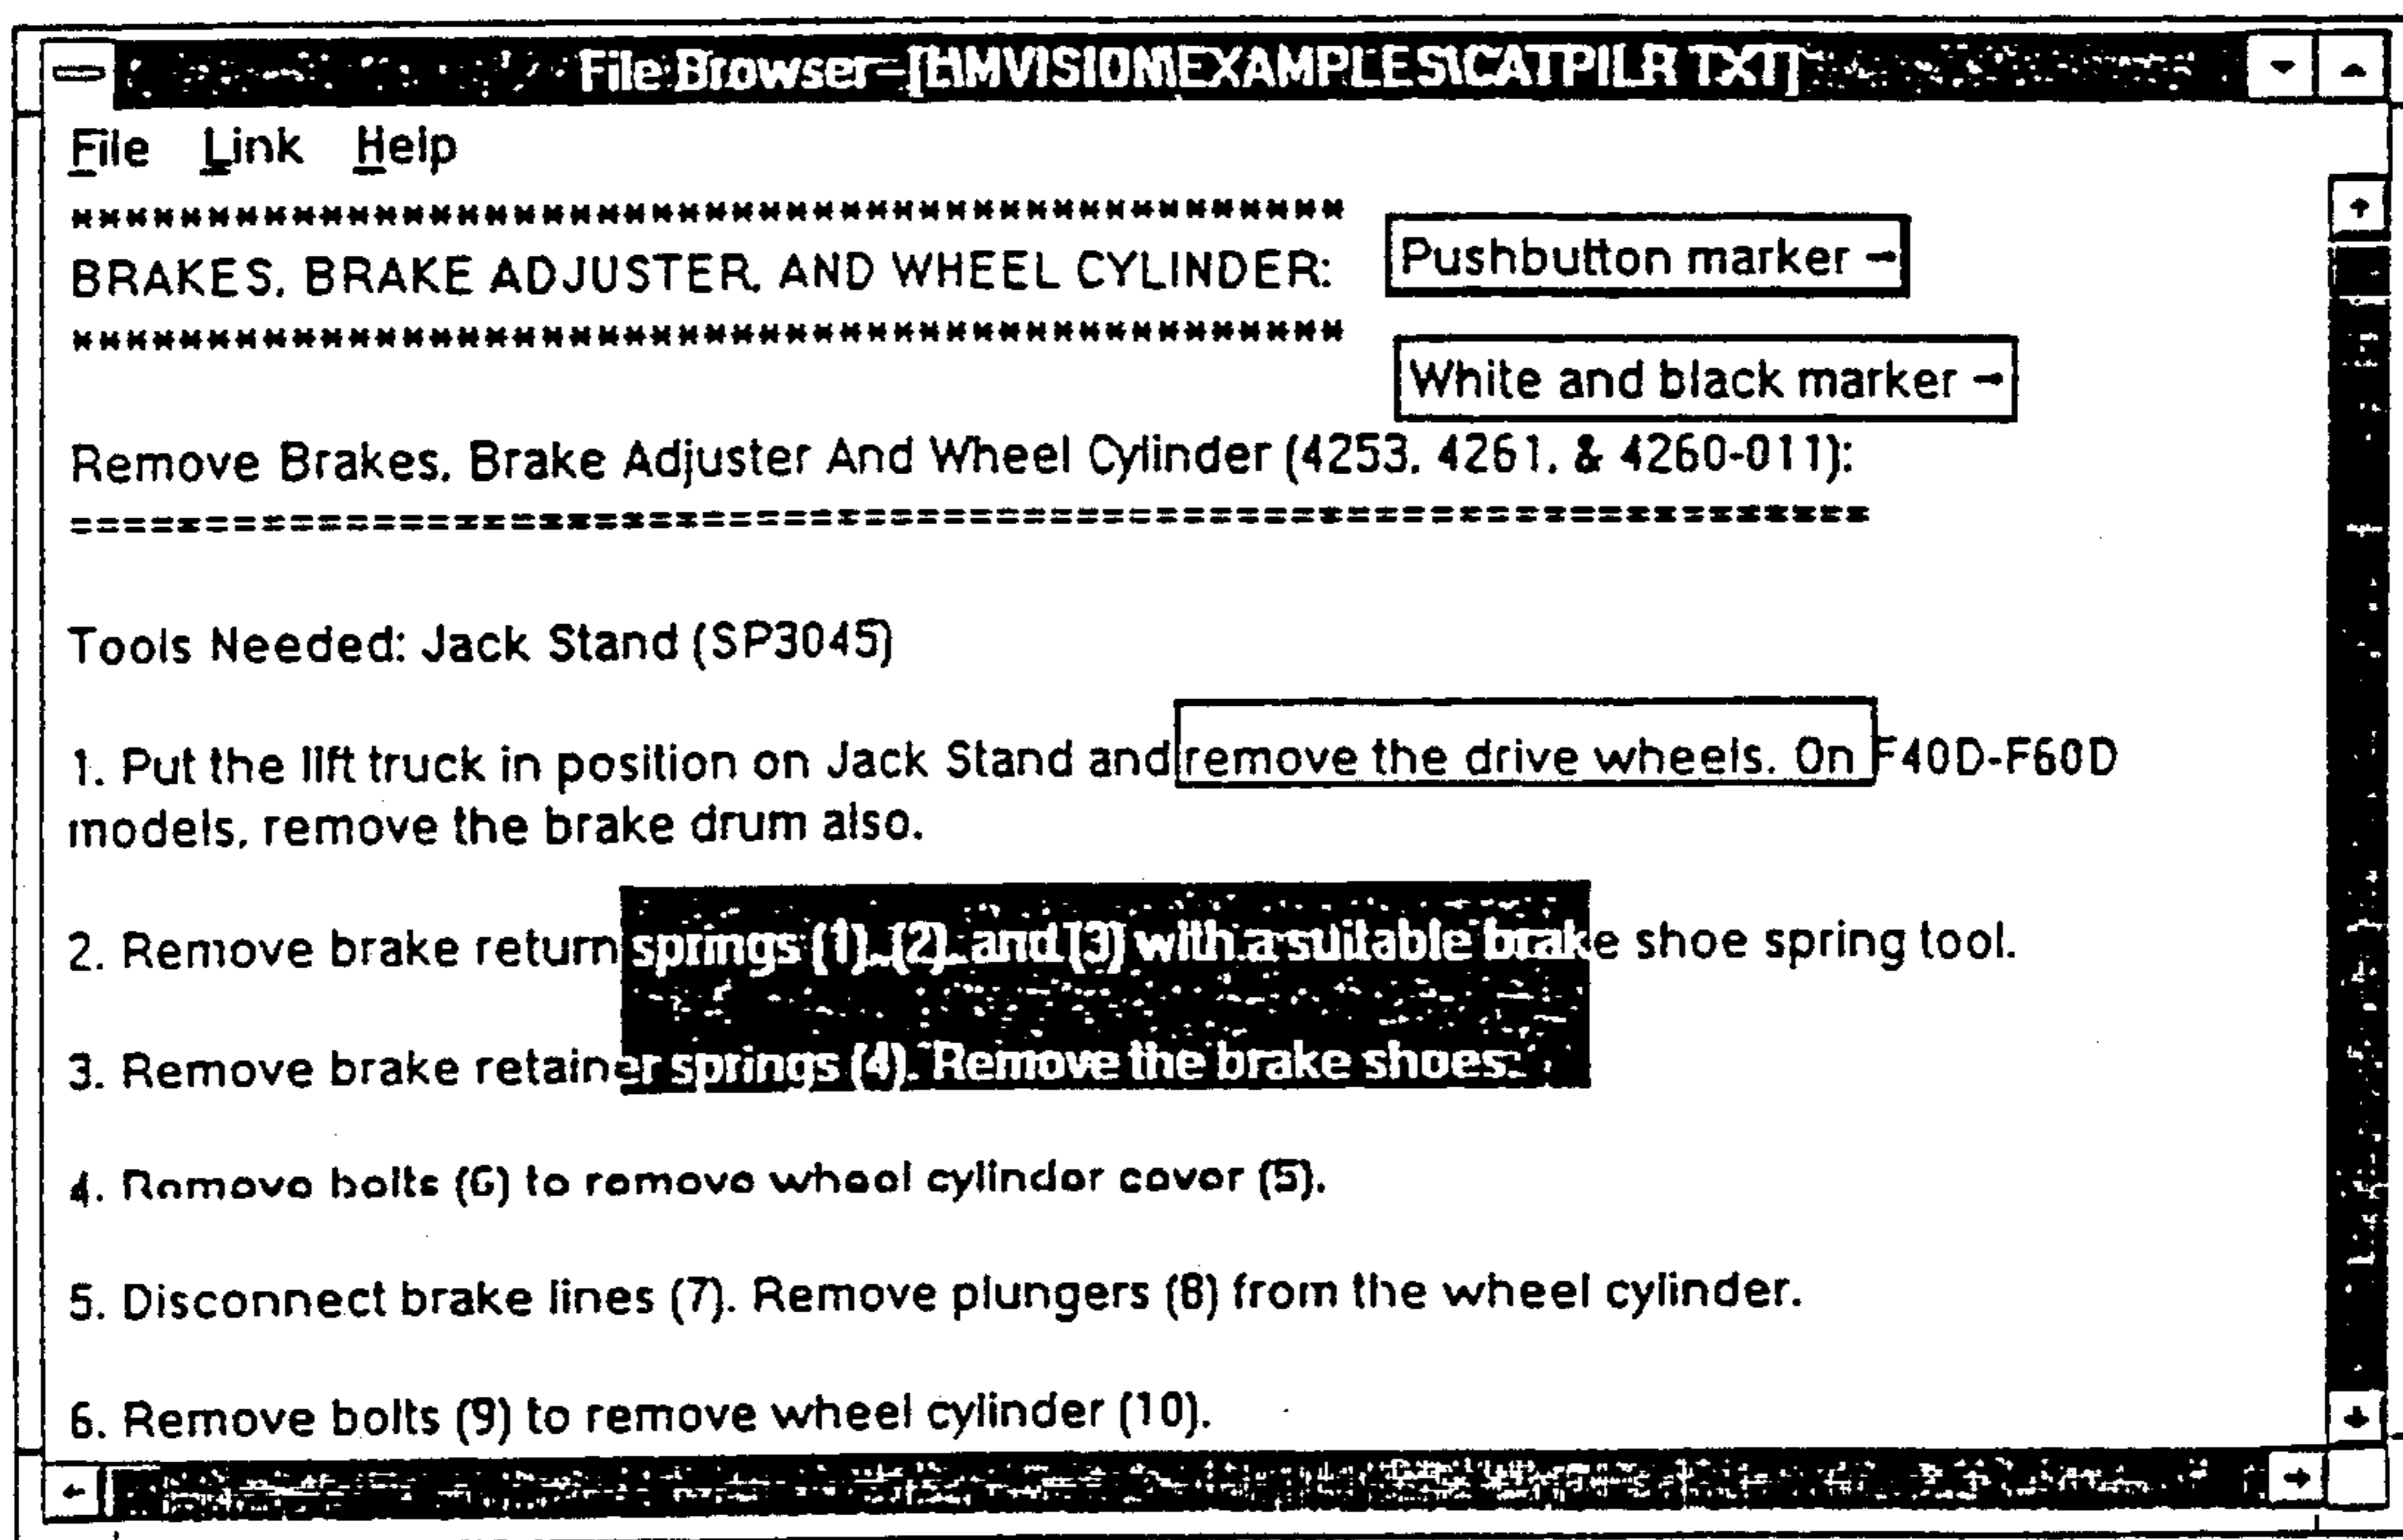 File Browser-[L:\MVISION\EXAMPLES\CATPILR TXT]
File Link Help
***********************************************
BRAKES, BRAKE ADJUSTER, AND WHEEL CYLINDER:
Pushbutton marker →
***********************************************
White and black marker →
Remove Brakes, Brake Adjuster And Wheel Cylinder (4253, 4261, & 4260-011):
==================================================================
Tools Needed: Jack Stand (SP3045)
1. Put the lift truck in position on Jack Stand and remove the drive wheels. On F40D-F60D
models, remove the brake drum also.
2. Remove brake return springs (1), (2), and (3) with a suitable brake shoe spring tool.
3. Remove brake retainer springs (4). Remove the brake shoes.
4. Remove bolts (6) to remove wheel cylinder cover (5).
5. Disconnect brake lines (7). Remove plungers (8) from the wheel cylinder.
6. Remove bolts (9) to remove wheel cylinder (10).